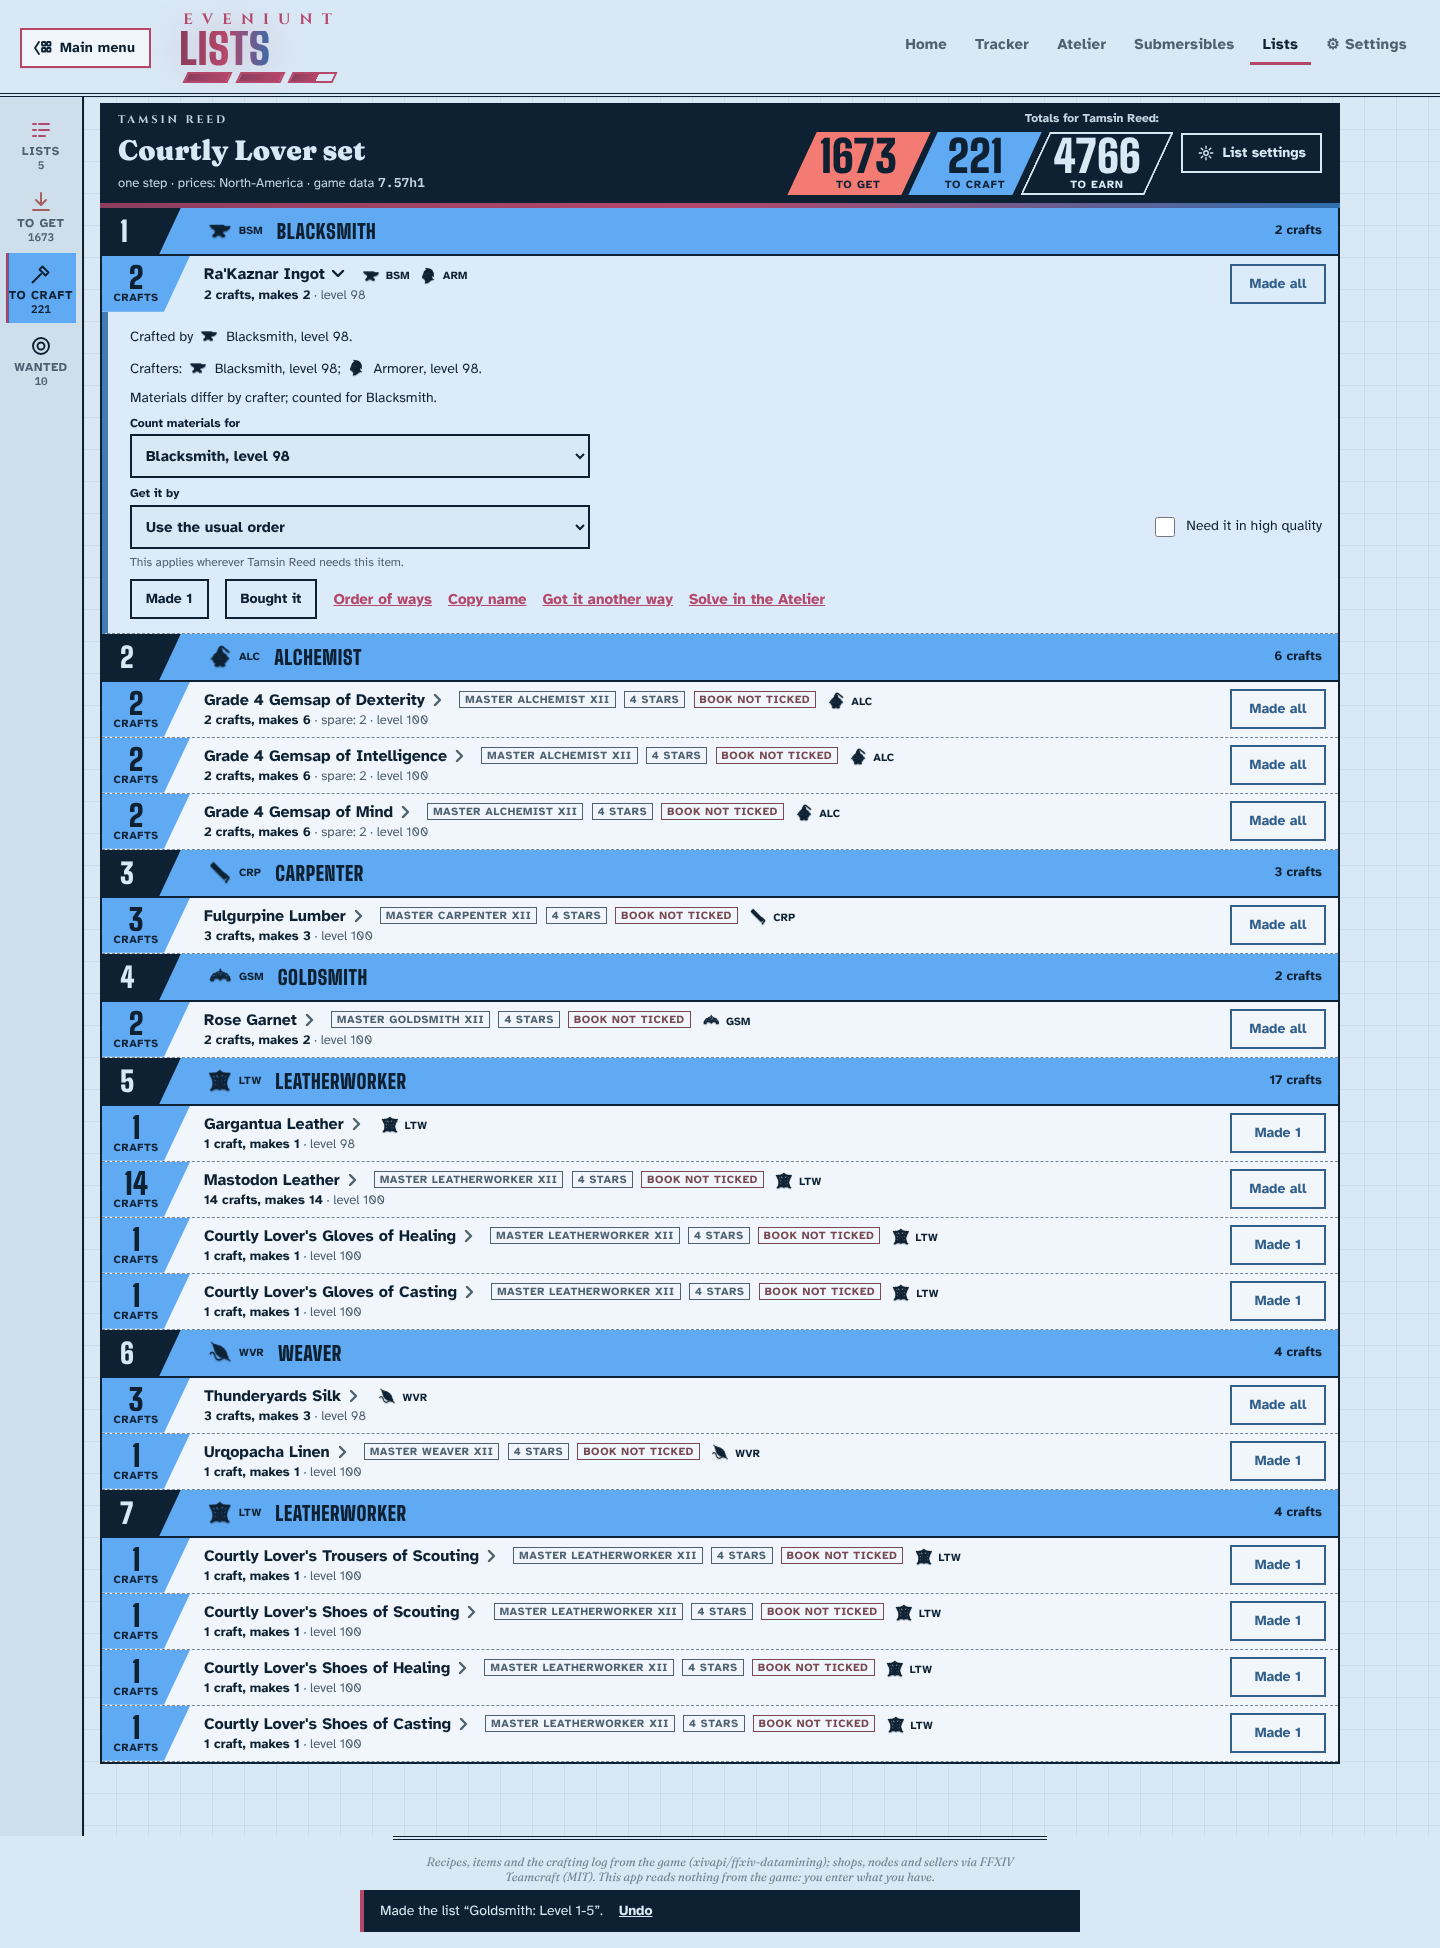 Main menu
EVENIUNT
LISTS
Home
Tracker
Atelier
Submersibles
Lists
⚙ Settings
LISTS
5
TO GET
1673
TO CRAFT
221
WANTED
10
TAMSIN REED
Courtly Lover set
one step · prices: North-America · game data 7.57h1
Totals for Tamsin Reed:
1673
TO GET
221
TO CRAFT
4766
TO EARN
List settings
1 BSM BLACKSMITH 2 crafts
2 CRAFTS
Ra'Kaznar Ingot BSM ARM
2 crafts, makes 2 · level 98
Made all
Crafted by Blacksmith, level 98.
Crafters: Blacksmith, level 98; Armorer, level 98.
Materials differ by crafter; counted for Blacksmith.
Count materials for
Blacksmith, level 98
Get it by
Use the usual order
Need it in high quality
This applies wherever Tamsin Reed needs this item.
Made 1 Bought it Order of ways Copy name Got it another way Solve in the Atelier
2 ALC ALCHEMIST 6 crafts
2 CRAFTS
Grade 4 Gemsap of Dexterity MASTER ALCHEMIST XII 4 STARS BOOK NOT TICKED ALC
2 crafts, makes 6 · spare: 2 · level 100
Made all
2 CRAFTS
Grade 4 Gemsap of Intelligence MASTER ALCHEMIST XII 4 STARS BOOK NOT TICKED ALC
2 crafts, makes 6 · spare: 2 · level 100
Made all
2 CRAFTS
Grade 4 Gemsap of Mind MASTER ALCHEMIST XII 4 STARS BOOK NOT TICKED ALC
2 crafts, makes 6 · spare: 2 · level 100
Made all
3 CRP CARPENTER 3 crafts
3 CRAFTS
Fulgurpine Lumber MASTER CARPENTER XII 4 STARS BOOK NOT TICKED CRP
3 crafts, makes 3 · level 100
Made all
4 GSM GOLDSMITH 2 crafts
2 CRAFTS
Rose Garnet MASTER GOLDSMITH XII 4 STARS BOOK NOT TICKED GSM
2 crafts, makes 2 · level 100
Made all
5 LTW LEATHERWORKER 17 crafts
1 CRAFTS
Gargantua Leather LTW
1 craft, makes 1 · level 98
Made 1
14 CRAFTS
Mastodon Leather MASTER LEATHERWORKER XII 4 STARS BOOK NOT TICKED LTW
14 crafts, makes 14 · level 100
Made all
1 CRAFTS
Courtly Lover's Gloves of Healing MASTER LEATHERWORKER XII 4 STARS BOOK NOT TICKED LTW
1 craft, makes 1 · level 100
Made 1
1 CRAFTS
Courtly Lover's Gloves of Casting MASTER LEATHERWORKER XII 4 STARS BOOK NOT TICKED LTW
1 craft, makes 1 · level 100
Made 1
6 WVR WEAVER 4 crafts
3 CRAFTS
Thunderyards Silk WVR
3 crafts, makes 3 · level 98
Made all
1 CRAFTS
Urqopacha Linen MASTER WEAVER XII 4 STARS BOOK NOT TICKED WVR
1 craft, makes 1 · level 100
Made 1
7 LTW LEATHERWORKER 4 crafts
1 CRAFTS
Courtly Lover's Trousers of Scouting MASTER LEATHERWORKER XII 4 STARS BOOK NOT TICKED LTW
1 craft, makes 1 · level 100
Made 1
1 CRAFTS
Courtly Lover's Shoes of Scouting MASTER LEATHERWORKER XII 4 STARS BOOK NOT TICKED LTW
1 craft, makes 1 · level 100
Made 1
1 CRAFTS
Courtly Lover's Shoes of Healing MASTER LEATHERWORKER XII 4 STARS BOOK NOT TICKED LTW
1 craft, makes 1 · level 100
Made 1
1 CRAFTS
Courtly Lover's Shoes of Casting MASTER LEATHERWORKER XII 4 STARS BOOK NOT TICKED LTW
1 craft, makes 1 · level 100
Made 1
Recipes, items and the crafting log from the game (xivapi/ffxiv-datamining); shops, nodes and sellers via FFXIV
Teamcraft (MIT). This app reads nothing from the game: you enter what you have.
Made the list “Goldsmith: Level 1-5”. Undo